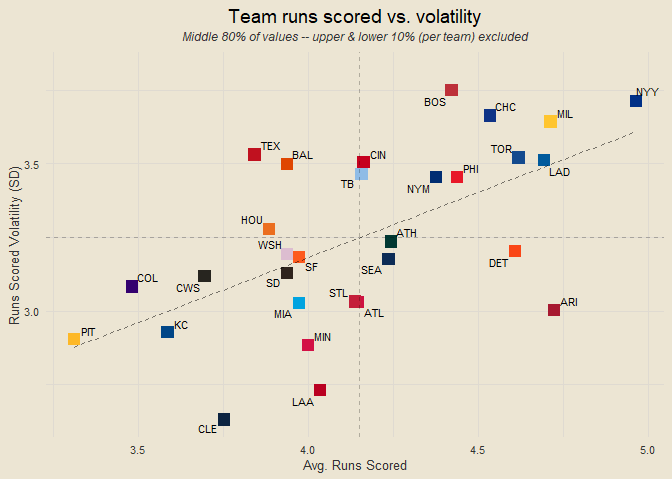 Team runs scored vs. volatility
Middle 80% of values -- upper & lower 10% (per team) excluded
NYY
BOS
CHC
MIL
TEX
BAL
CIN
TOR
LAD
3.5
TB
NYM
PHI
HOU
ATH
WSH
SF
SEA
DET
COL
CWS
SD
STL
ATL
ARI
MIA
3.0
PIT
KC
MIN
LAA
CLE
Runs Scored Volatility (SD)
3.5
4.0
4.5
5.0
Avg. Runs Scored